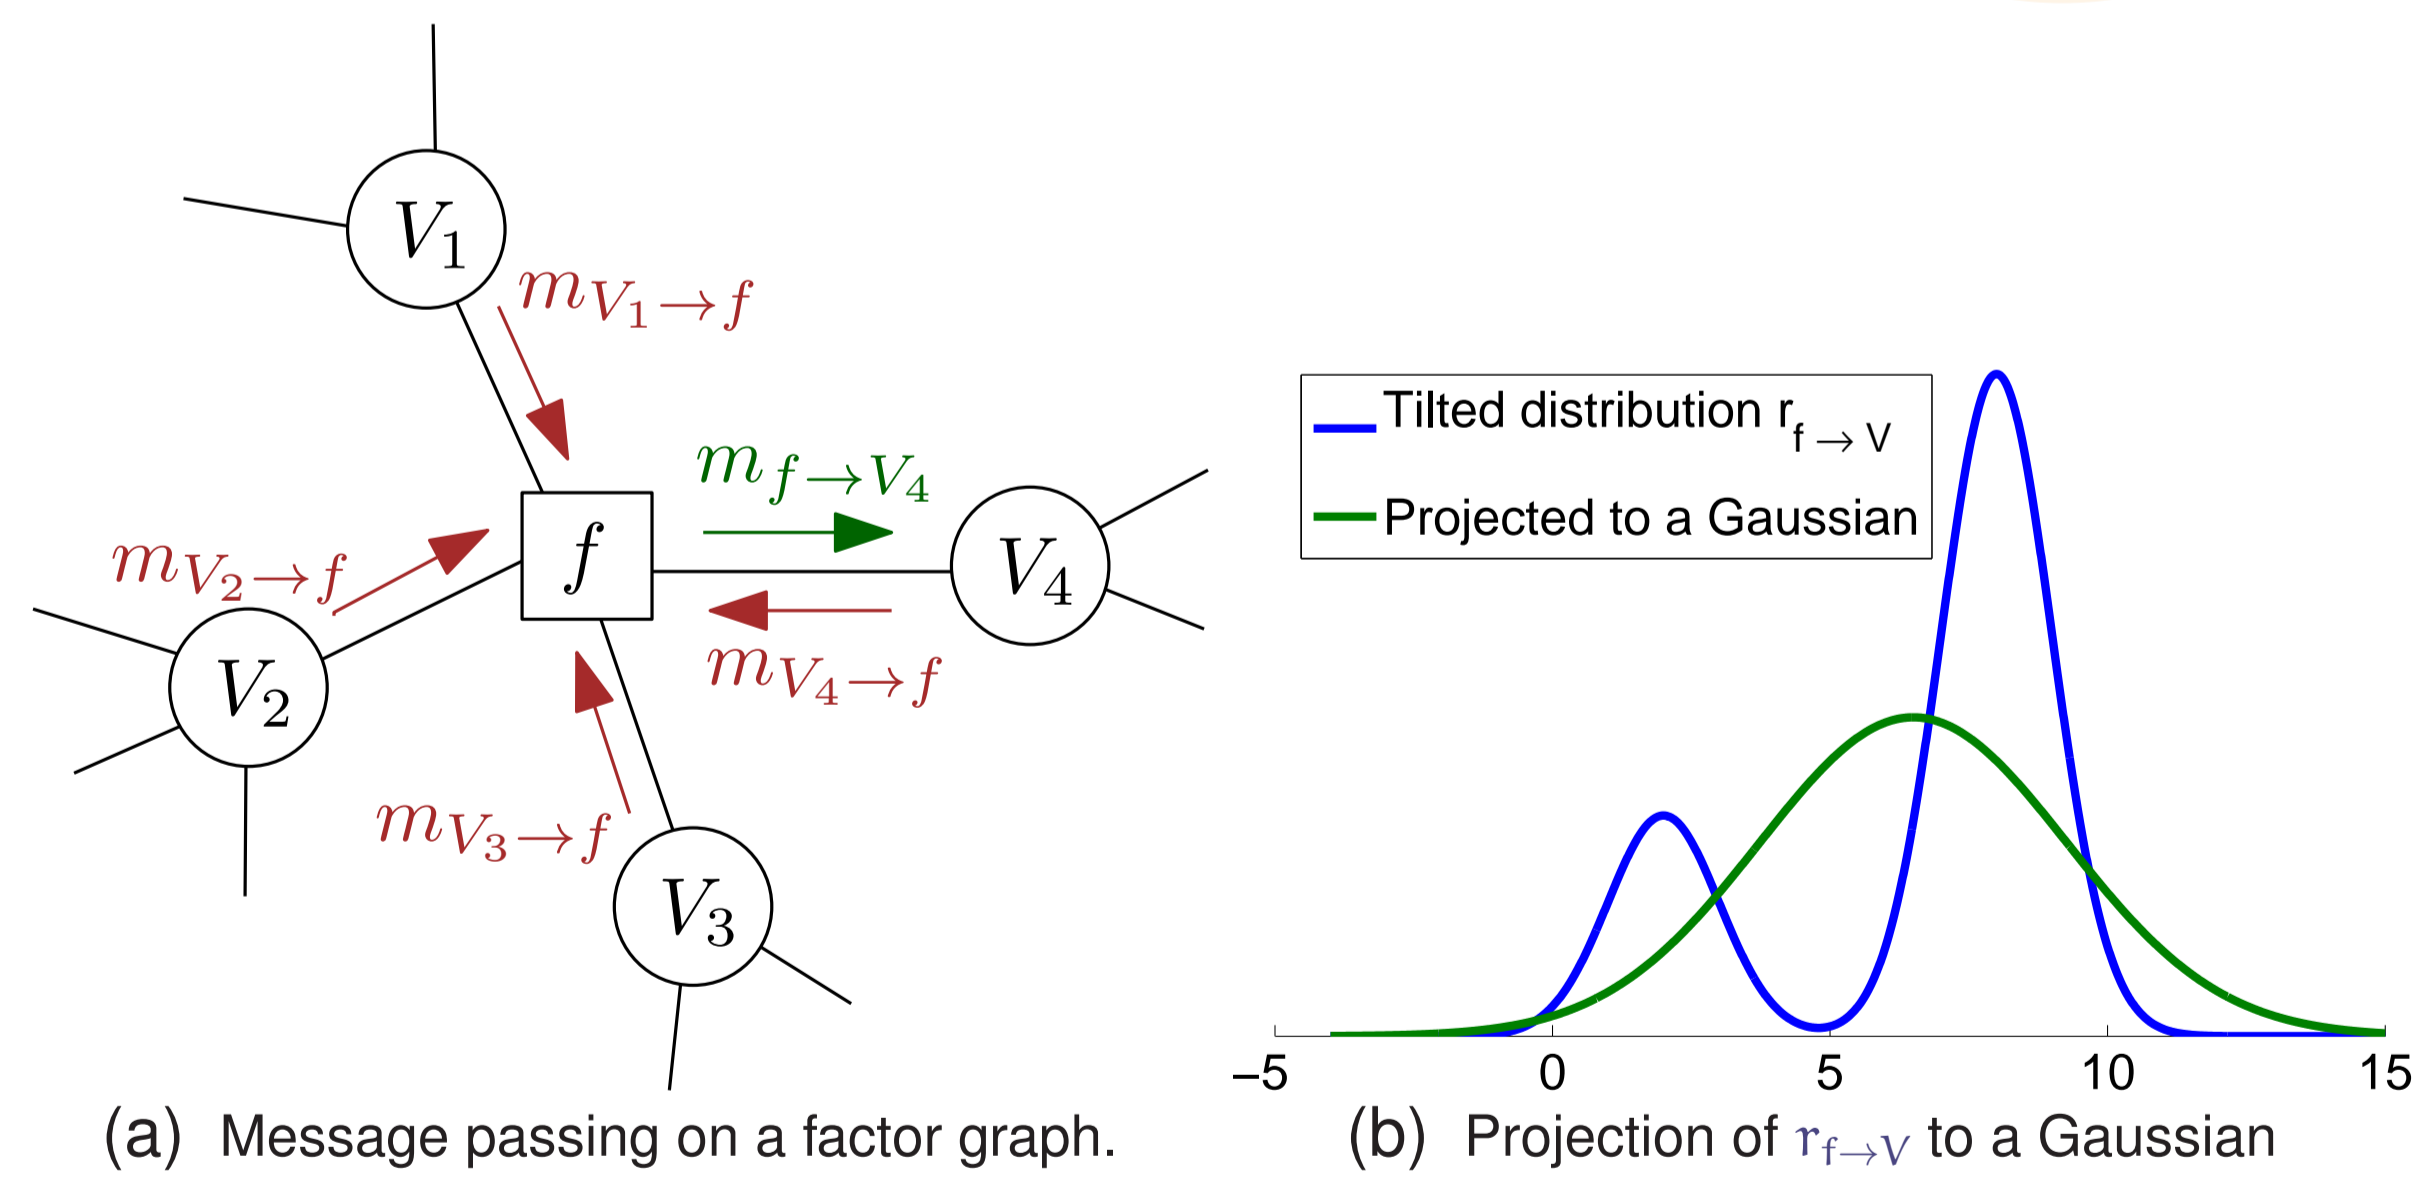 V₁
m_{V₁→f}
m_{f→V₄}
m_{V₂→f}
f
V₄
m_{V₄→f}
V₂
m_{V₃→f}
V₃
(a) Message passing on a factor graph.
Tilted distribution r_{f → V}
Projected to a Gaussian
−5 0 5 10 15
(b) Projection of r_{f→V} to a Gaussian